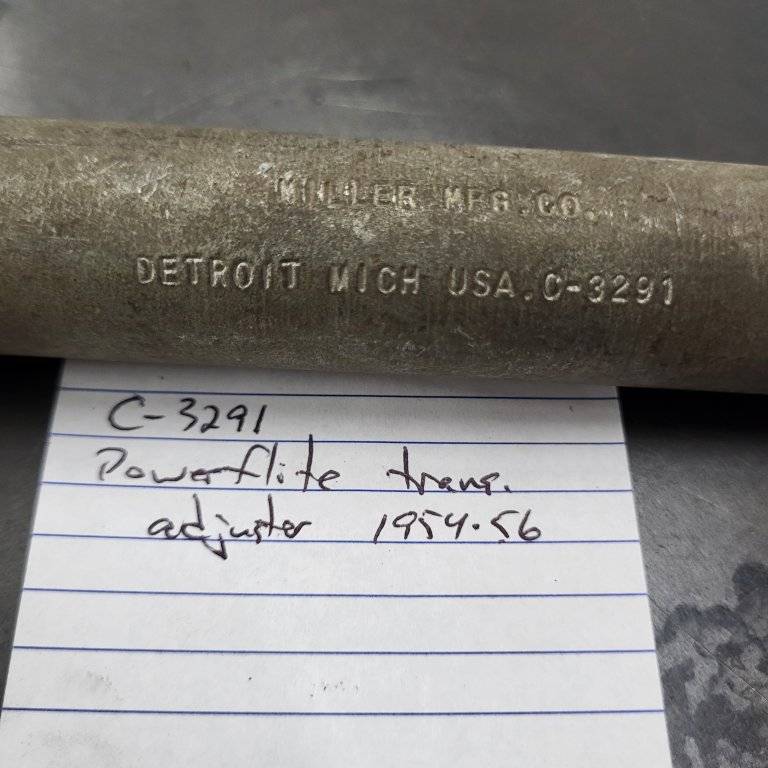 MILLER MFG. CO.
DETROIT MICH USA. C-3291
C-3291
Powerflite trans.
adjuster 1954-56